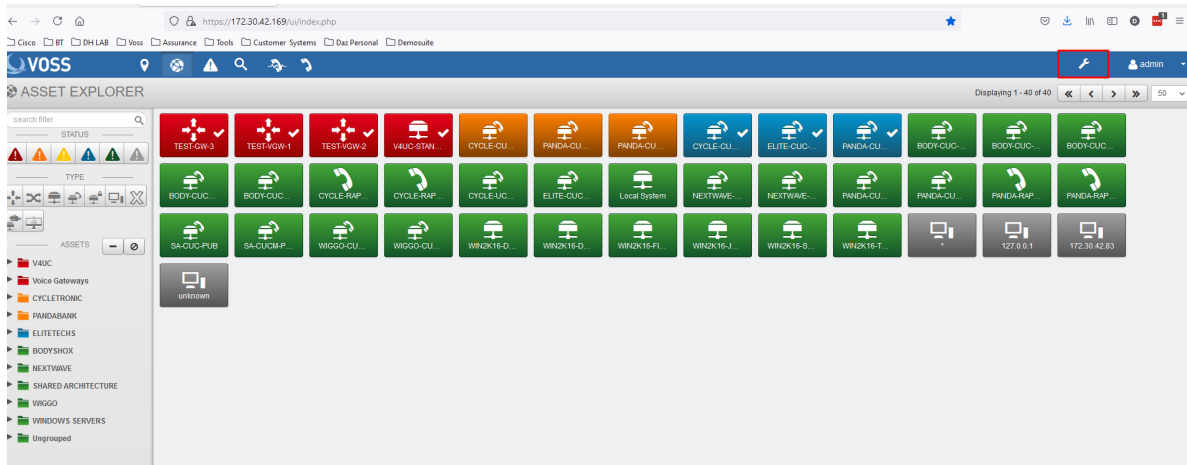 https://172.30.42.169/ui/index.php
Cisco BT DH LAB Voss Assurance Tools Customer Systems Daz Personal Demosuite
VOSS
admin
ASSET EXPLORER
Displaying 1 - 40 of 40
50
search filter
STATUS
TYPE
ASSETS
V4UC
Voice Gateways
CYCLETRONIC
PANDABANK
ELITETECHS
BODYSHOX
NEXTWAVE
SHARED ARCHITECTURE
WIGGO
WINDOWS SERVERS
Ungrouped
TEST-GW-3 TEST-VGW-1 TEST-VGW-2 V4UC-STAN... CYCLE-CU... PANDA-CU... PANDA-CU... CYCLE-CU... ELITE-CUC-... PANDA-CU... BODY-CUC-... BODY-CUC-... BODY-CUC...
BODY-CUC... BODY-CUC... CYCLE-RAP... CYCLE-RAP... CYCLE-UC... ELITE-CUC... Local System NEXTWAVE-... NEXTWAVE-... PANDA-CU... PANDA-CU... PANDA-RAP... PANDA-RAP...
SA-CUC-PUB SA-CUCM-P... WIGGO-CU... WIGGO-CU... WIN2K16-D... WIN2K16-D... WIN2K16-FI... WIN2K16-J... WIN2K16-S... WIN2K16-T... * 127.0.0.1 172.30.42.83
unknown